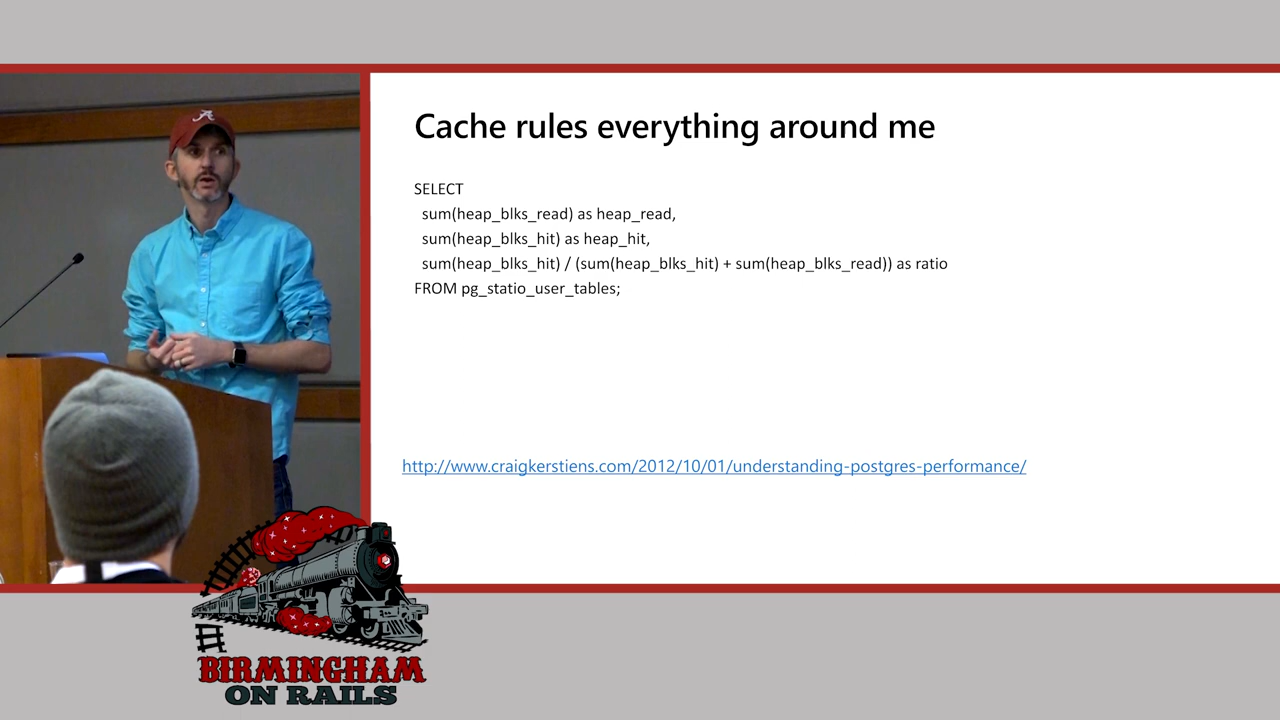 Cache rules everything around me
SELECT
sum(heap_blks_read) as heap_read,
sum(heap_blks_hit) as heap_hit,
sum(heap_blks_hit) / (sum(heap_blks_hit) + sum(heap_blks_read)) as ratio
FROM pg_statio_user_tables;
http://www.craigkerstiens.com/2012/10/01/understanding-postgres-performance/
BIRMINGHAM
ON RAILS